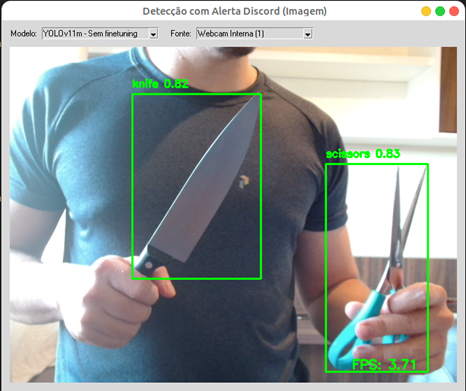 Detecção com Alerta Discord (Imagem)
Modelo: YOLOv11m - Sem finetuning Fonte: Webcam Interna (1)
knife 0.82
scissors 0.83
FPS: 3.71